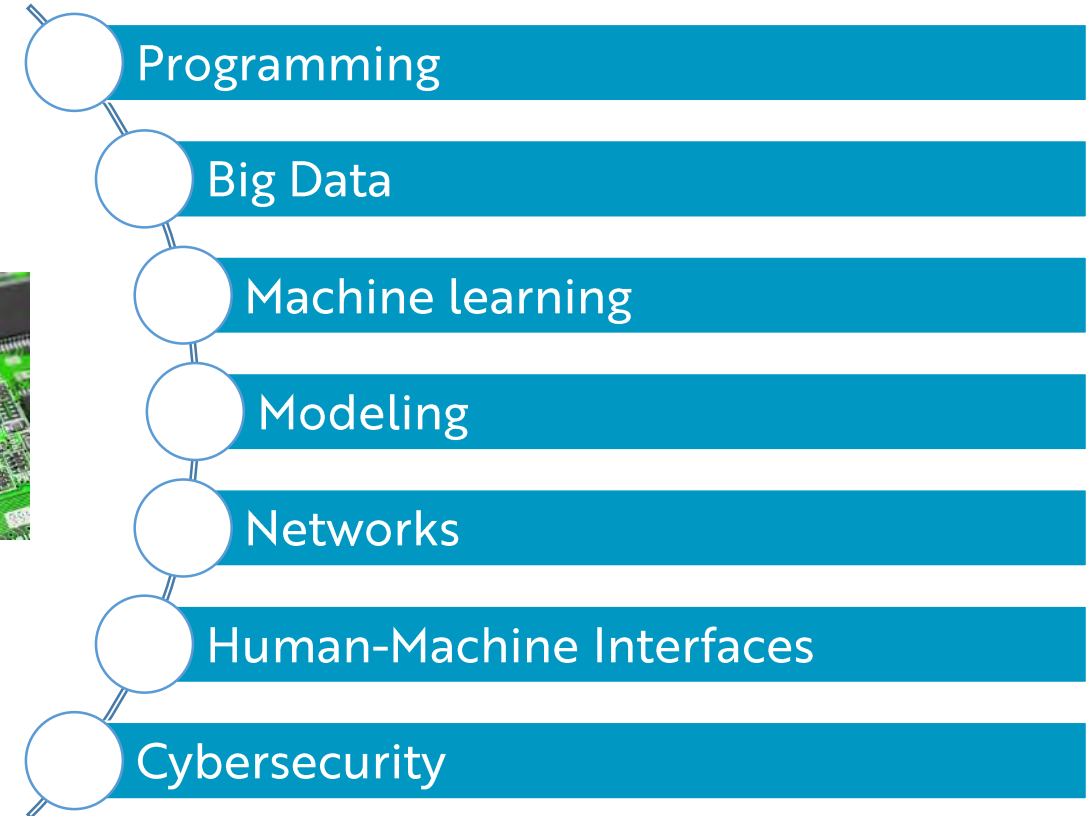 Programming
Big Data
Machine learning
Modeling
Networks
Human-Machine Interfaces
Cybersecurity